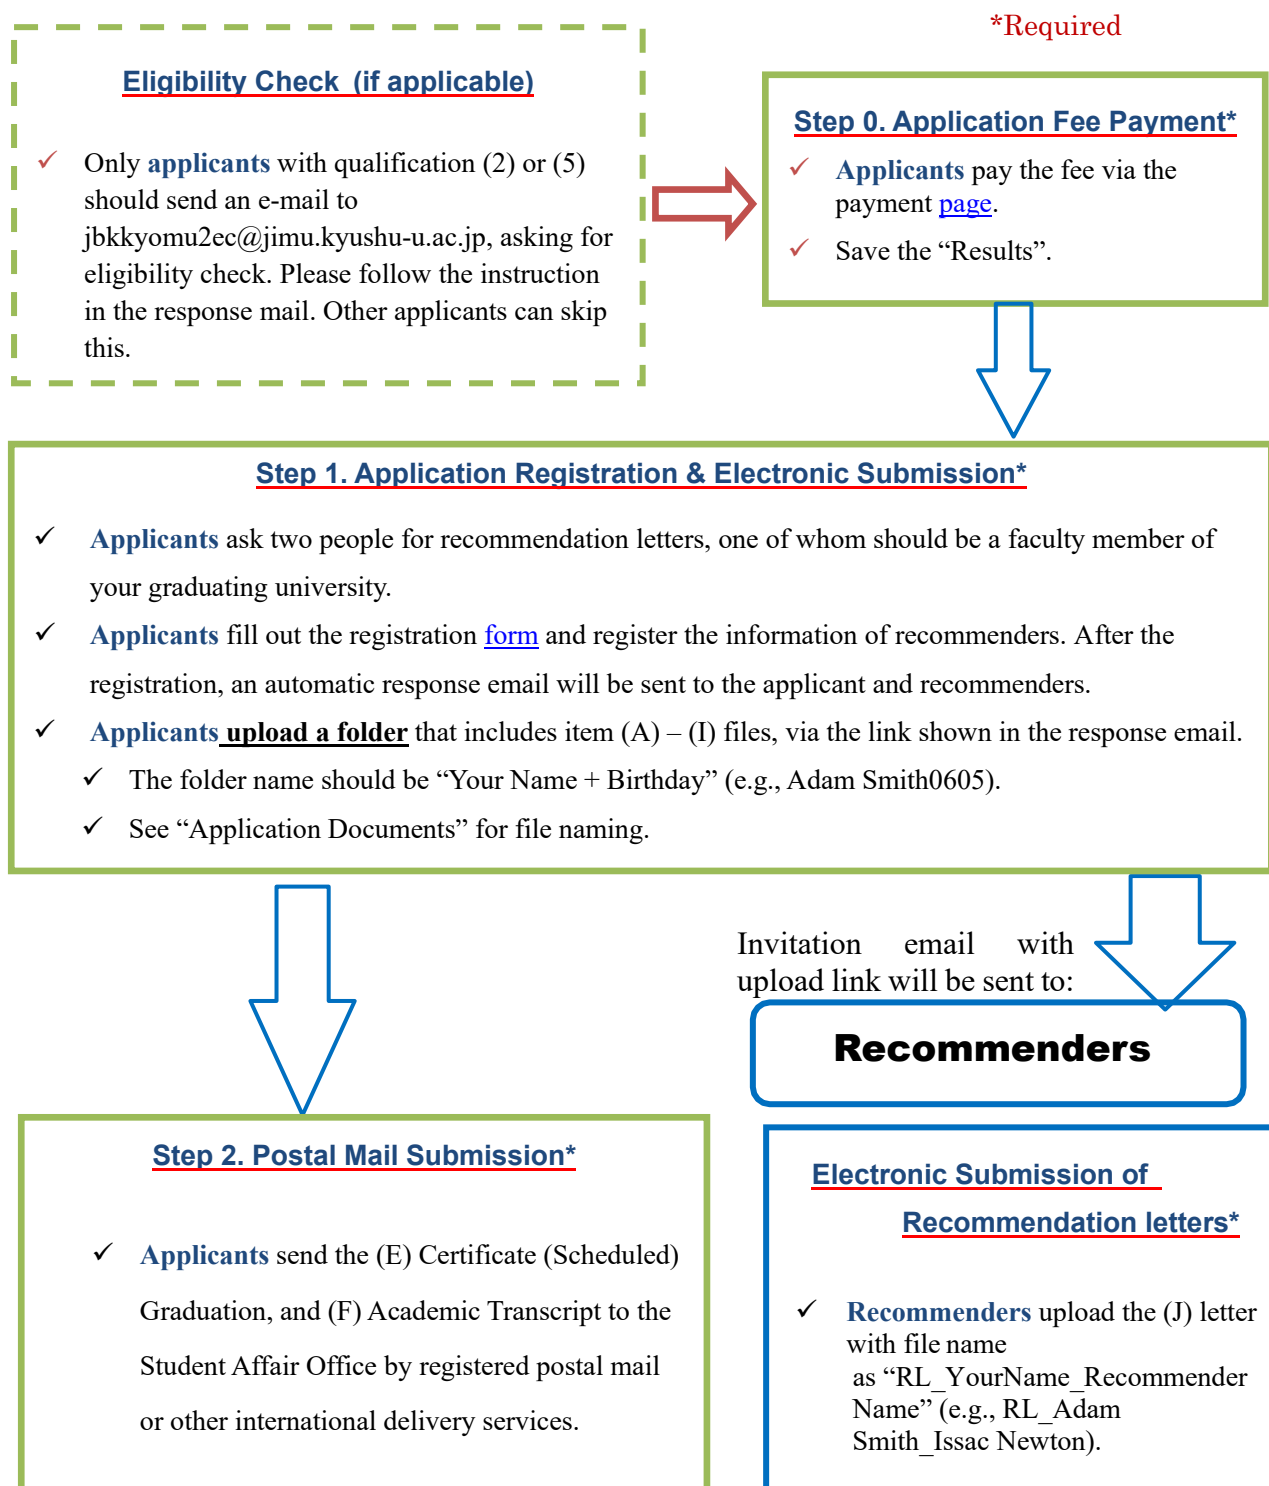 *Required
Eligibility Check (if applicable)
✓ Only applicants with qualification (2) or (5)
should send an e-mail to
jbkkyomu2ec@jimu.kyushu-u.ac.jp, asking for
eligibility check. Please follow the instruction
in the response mail. Other applicants can skip
this.
Step 0. Application Fee Payment*
✓ Applicants pay the fee via the
payment page.
✓ Save the “Results”.
Step 1. Application Registration & Electronic Submission*
✓ Applicants ask two people for recommendation letters, one of whom should be a faculty member of
your graduating university.
✓ Applicants fill out the registration form and register the information of recommenders. After the
registration, an automatic response email will be sent to the applicant and recommenders.
✓ Applicants upload a folder that includes item (A) – (I) files, via the link shown in the response email.
✓ The folder name should be “Your Name + Birthday” (e.g., Adam Smith0605).
✓ See “Application Documents” for file naming.
Invitation email with
upload link will be sent to:
Recommenders
Step 2. Postal Mail Submission*
✓ Applicants send the (E) Certificate (Scheduled)
Graduation, and (F) Academic Transcript to the
Student Affair Office by registered postal mail
or other international delivery services.
Electronic Submission of
Recommendation letters*
✓ Recommenders upload the (J) letter
with file name
as “RL_YourName_Recommender
Name” (e.g., RL_Adam
Smith_Issac Newton).